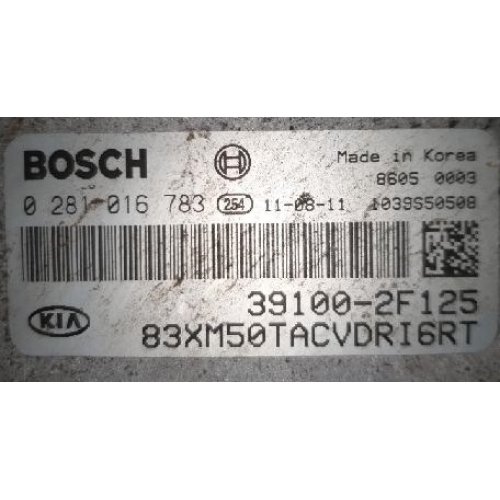 BOSCH Made in Korea
8605 0003
0 281 016 783 254 11-08-11 1039S50508
39100-2F125
KIA 83XM50TACVDRI6RT